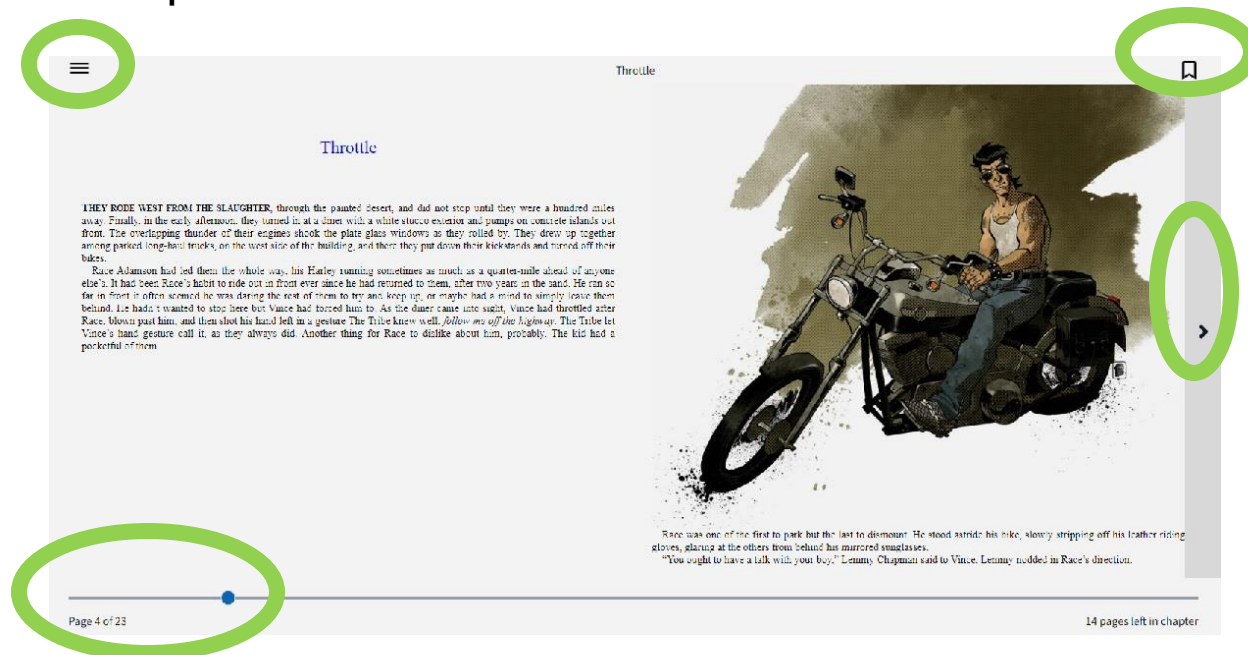 Throttle
Throttle
THEY RODE WEST FROM THE SLAUGHTER, through the painted desert, and did not stop until they were a hundred miles
away. Finally, in the early afternoon, they turned in at a diner with a white stucco exterior and pumps on concrete islands out
front. The overlapping thunder of their engines shook the plate glass windows as they rolled by. They drew up together
among parked long-haul trucks, on the west side of the building, and there they put down their kickstands and turned off their
bikes.
Race Adamson had led them the whole way, his Harley running sometimes as much as a quarter-mile ahead of anyone
else's. It had been Race's habit to ride out in front ever since he had returned to them, after two years in the sand. He ran so
far in front it often seemed he was daring the rest of them to try and keep up, or maybe had a mind to simply leave them
behind. He hadn't wanted to stop here but Vince had forced him to. As the diner came into sight, Vince had throttled after
Race, blown past him, and then shot his hand left in a gesture The Tribe knew well, follow me off the highway. The Tribe let
Vince's hand gesture call it, as they always did. Another thing for Race to dislike about him, probably. The kid had a
pocketful of them.
Race was one of the first to park but the last to dismount. He stood astride his bike, slowly stripping off his leather riding
gloves, glaring at the others from behind his mirrored sunglasses.
"You ought to have a talk with your boy," Lemmy Chapman said to Vince. Lemmy nodded in Race's direction.
Page 4 of 23
14 pages left in chapter